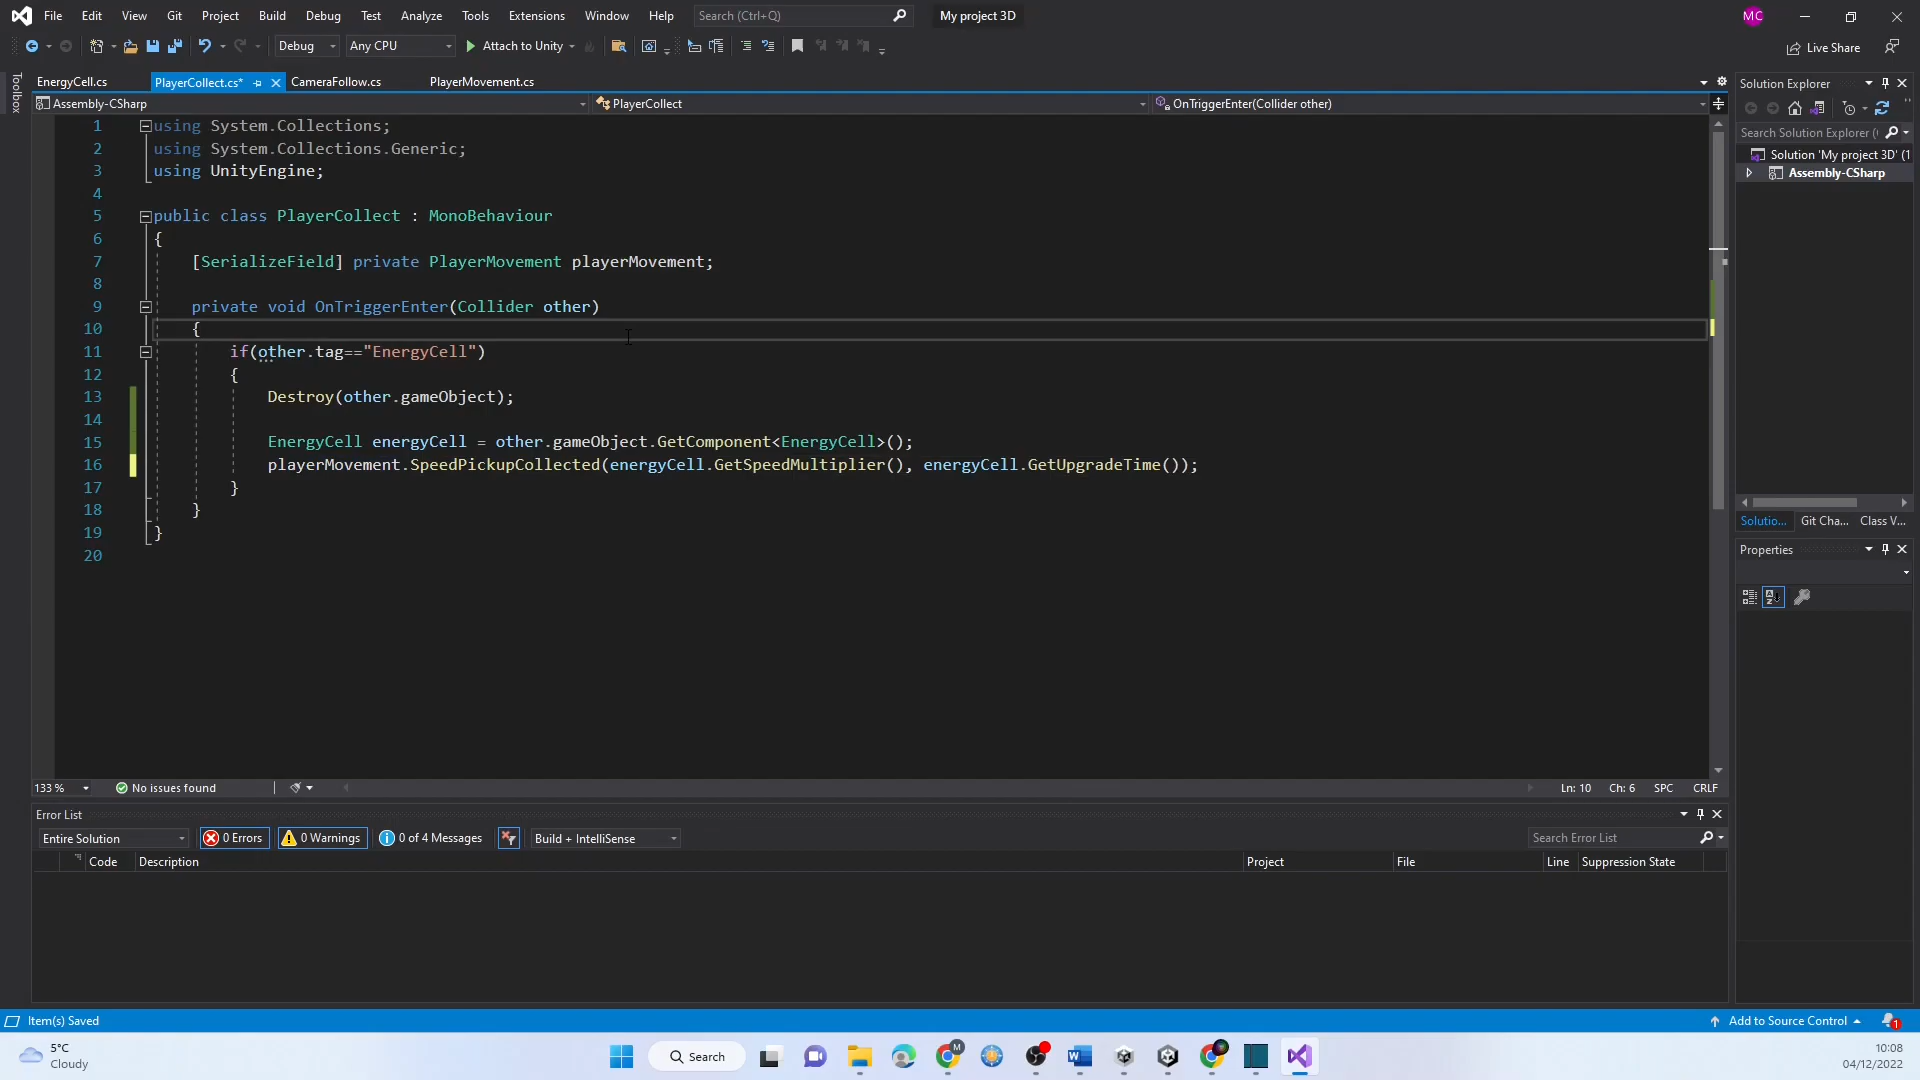 File Edit View Git Project Build Debug Test Analyze Tools Extensions Window Help Search (Ctrl+Q) My project 3D MC
Debug Any CPU Attach to Unity Live Share
Toolbox
EnergyCell.cs PlayerCollect.cs* CameraFollow.cs PlayerMovement.cs
Assembly-CSharp PlayerCollect OnTriggerEnter(Collider other)
1 using System.Collections;
2 using System.Collections.Generic;
3 using UnityEngine;
4
5 public class PlayerCollect : MonoBehaviour
6 {
7 [SerializeField] private PlayerMovement playerMovement;
8
9 private void OnTriggerEnter(Collider other)
10 {
11 if(other.tag=="EnergyCell")
12 {
13 Destroy(other.gameObject);
14
15 EnergyCell energyCell = other.gameObject.GetComponent<EnergyCell>();
16 playerMovement.SpeedPickupCollected(energyCell.GetSpeedMultiplier(), energyCell.GetUpgradeTime());
17 }
18 }
19 }
20
133 % No issues found Ln: 10 Ch: 6 SPC CRLF
Error List
Entire Solution 0 Errors 0 Warnings 0 of 4 Messages Build + IntelliSense Search Error List
Code Description Project File Line Suppression State
Solution Explorer
Search Solution Explorer (
Solution 'My project 3D' (1
Assembly-CSharp
Solutio... Git Cha... Class V...
Properties
Item(s) Saved Add to Source Control 1
5°C
Cloudy
Search
M
10:08
04/12/2022